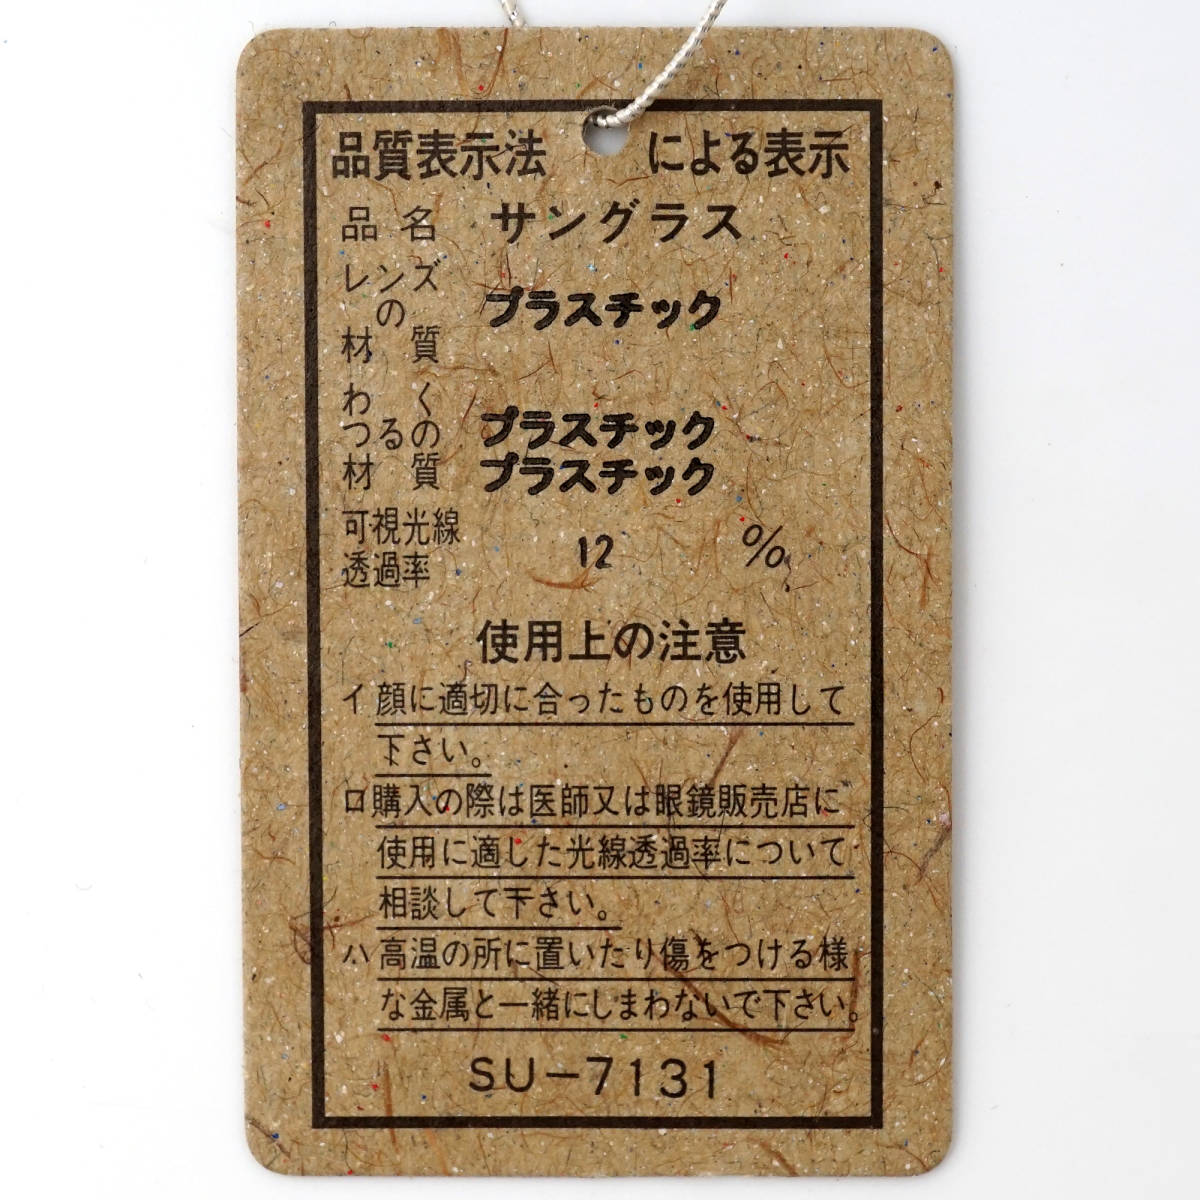 品質表示法 による表示
品名 サングラス
レンズ
の プラスチック
材質
わく
つるの プラスチック
材質 プラスチック
可視光線
透過率 12 %
使用上の注意
イ 顔に適切に合ったものを使用して
下さい。
ロ 購入の際は医師又は眼鏡販売店に
使用に適した光線透過率について
相談して下さい。
ハ 高温の所に置いたり傷をつける様
な金属と一緒にしまわないで下さい。
SU-7131